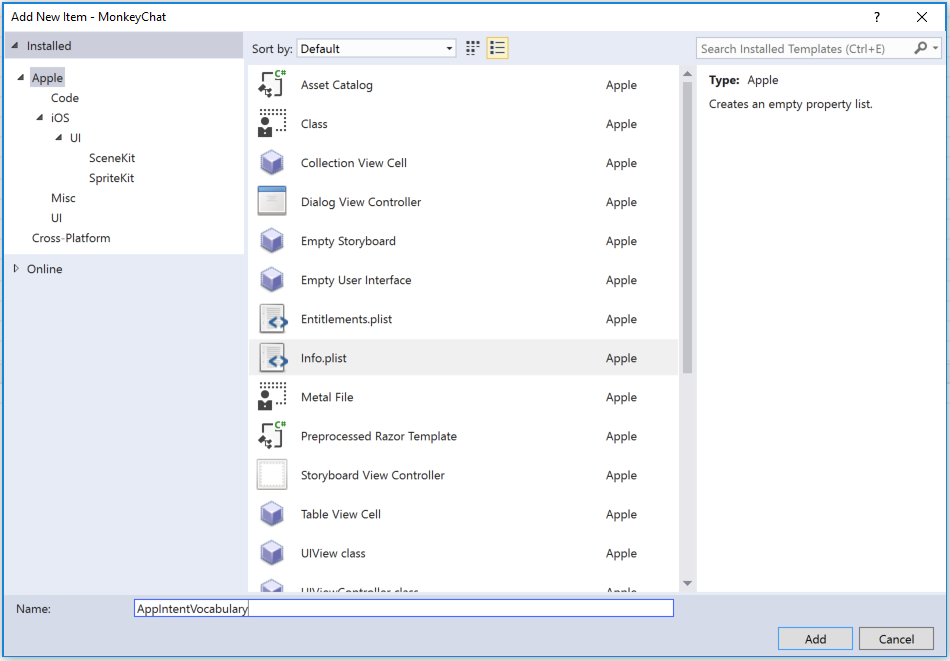 Add New Item - MonkeyChat
?
Installed
Apple
Code
iOS
UI
SceneKit
SpriteKit
Misc
UI
Cross-Platform
Online
Sort by: Default
Search Installed Templates (Ctrl+E)
C# Asset Catalog Apple
Class Apple
Collection View Cell Apple
Dialog View Controller Apple
Empty Storyboard Apple
Empty User Interface Apple
Entitlements.plist Apple
Info.plist Apple
Metal File Apple
C# Preprocessed Razor Template Apple
Storyboard View Controller Apple
Table View Cell Apple
UIView class Apple
UIViewController class Apple
Type: Apple
Creates an empty property list.
Name: AppIntentVocabulary
Add Cancel